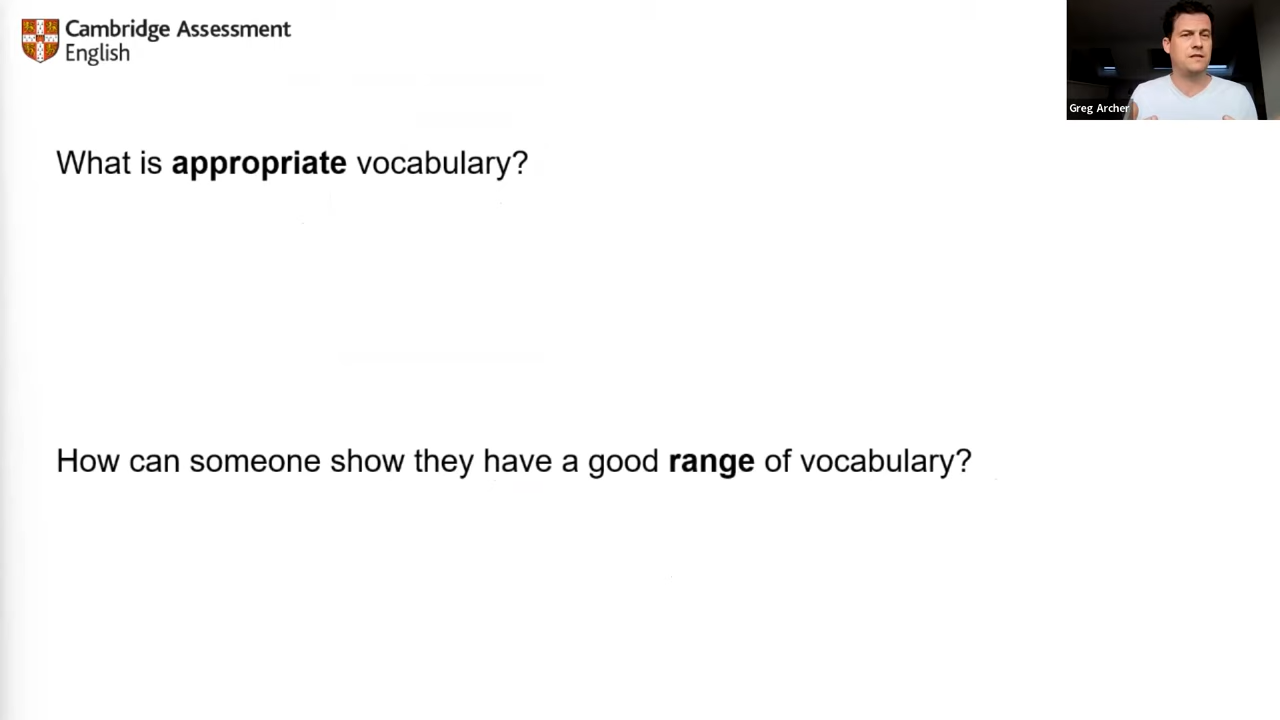 Cambridge Assessment
English
Greg Archer
What is appropriate vocabulary?
How can someone show they have a good range of vocabulary?